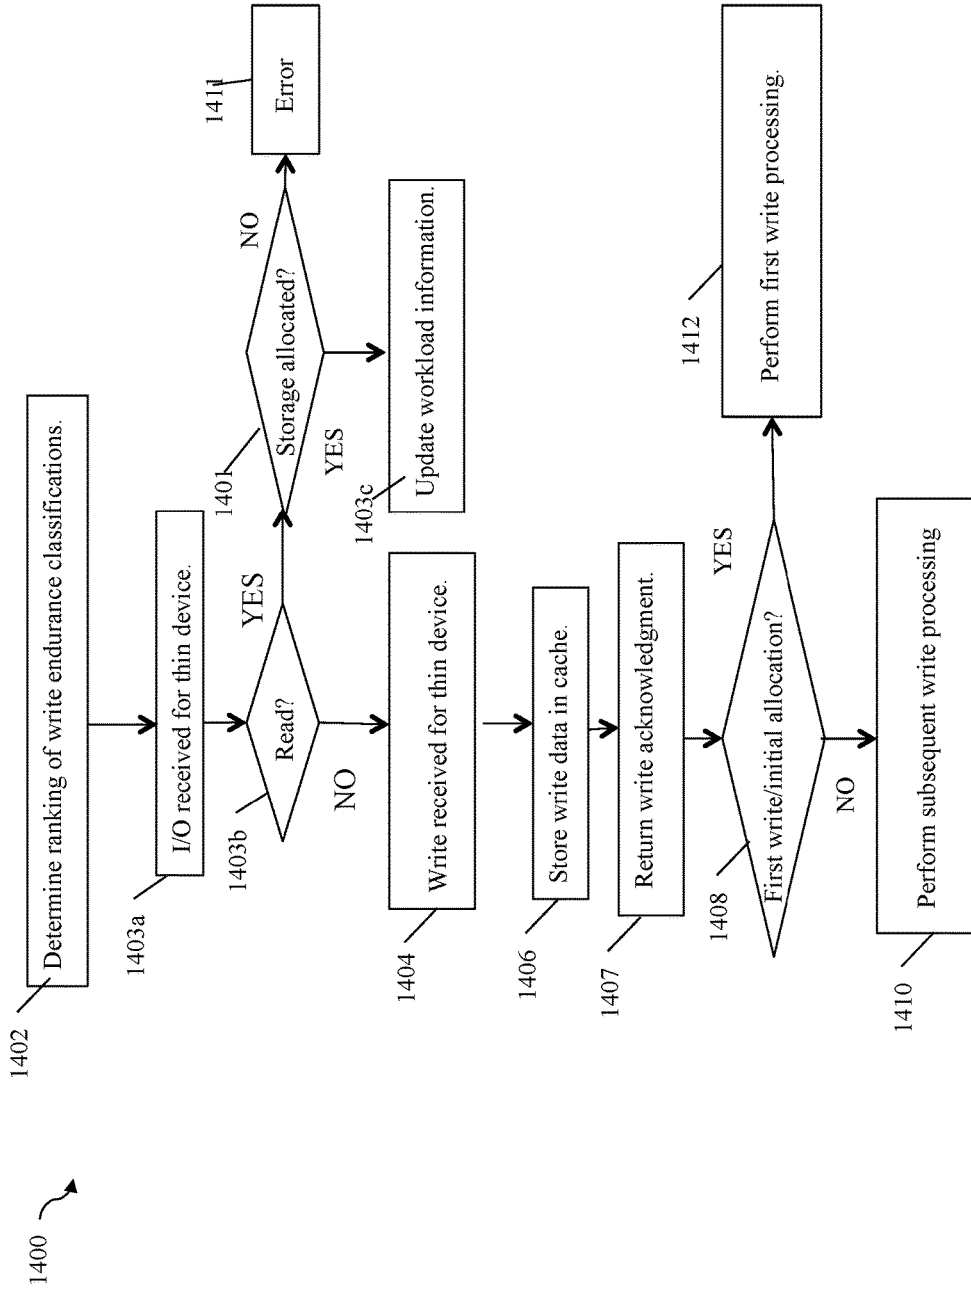 1400
1402
Determine ranking of write endurance classifications.
1403a
I/O received for thin device.
1403b
Read?
YES
1401
Storage allocated?
NO
1411
Error
YES
1403c
Update workload information.
NO
1404
Write received for thin device.
1406
Store write data in cache.
1407
Return write acknowledgment.
1408
First write/initial allocation?
YES
1412
Perform first write processing.
NO
1410
Perform subsequent write processing